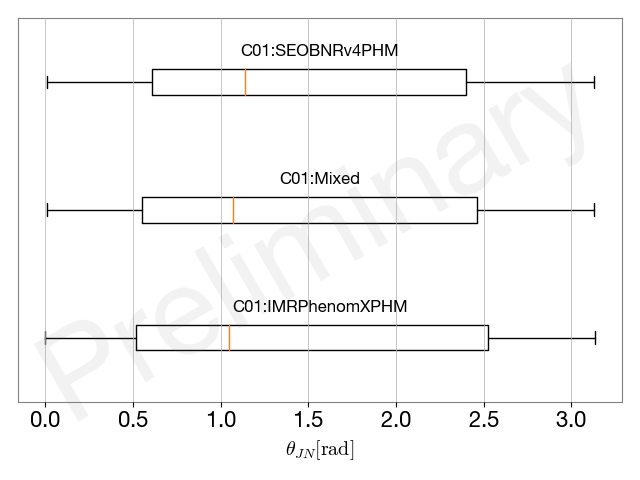 C01:SEOBNRv4PHM
C01:Mixed
C01:IMRPhenomXPHM
Preliminary
0.0 0.5 1.0 1.5 2.0 2.5 3.0
θ_JN[rad]